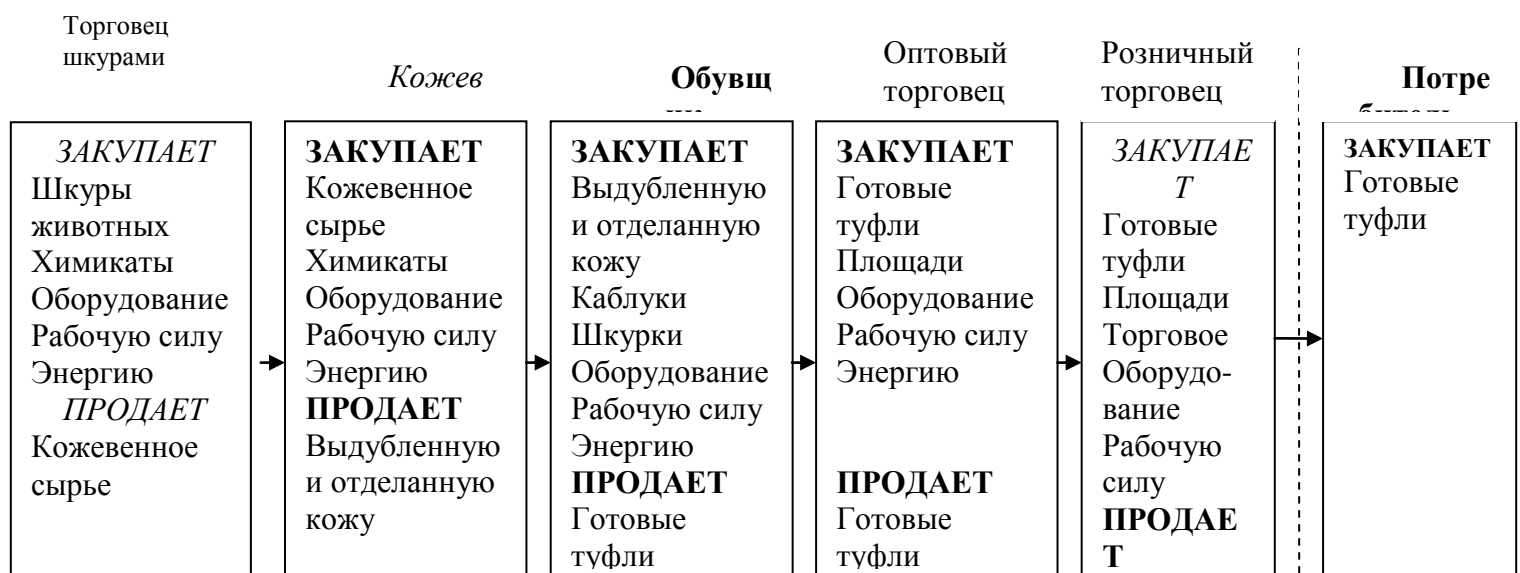 Торговец
шкурами
Кожев
Обувщ
Оптовый
торговец
Розничный
торговец
Потре
ЗАКУПАЕТ
Шкуры
животных
Химикаты
Оборудование
Рабочую силу
Энергию
ПРОДАЕТ
Кожевенное
сырье
ЗАКУПАЕТ
Кожевенное
сырье
Химикаты
Оборудование
Рабочую силу
Энергию
ПРОДАЕТ
Выдубленную
и отделанную
кожу
ЗАКУПАЕТ
Выдубленную
и отделанную
кожу
Каблуки
Шкурки
Оборудование
Рабочую силу
Энергию
ПРОДАЕТ
Готовые
туфли
ЗАКУПАЕТ
Готовые
туфли
Площади
Оборудование
Рабочую силу
Энергию
ПРОДАЕТ
Готовые
туфли
ЗАКУПАЕ
Т
Готовые
туфли
Площади
Торговое
Оборудо-
вание
Рабочую
силу
ПРОДАЕ
Т
ЗАКУПАЕТ
Готовые
туфли